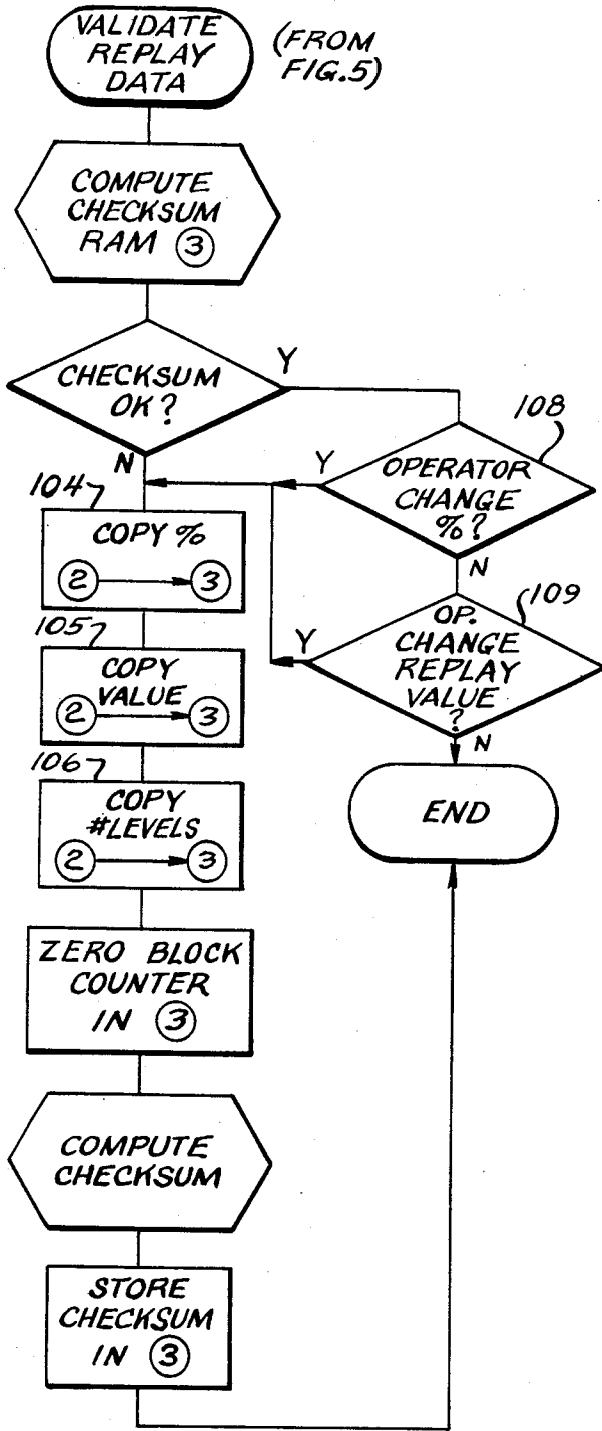 VALIDATE
REPLAY
DATA
(FROM
FIG.5)
COMPUTE
CHECKSUM
RAM 3
CHECKSUM
OK?
Y
N
108
OPERATOR
CHANGE
%?
Y
N
109
OP.
CHANGE
REPLAY
VALUE
?
Y
N
END
104
COPY %
2 3
105
COPY
VALUE
2 3
106
COPY
#LEVELS
2 3
ZERO BLOCK
COUNTER
IN 3
COMPUTE
CHECKSUM
STORE
CHECKSUM
IN 3